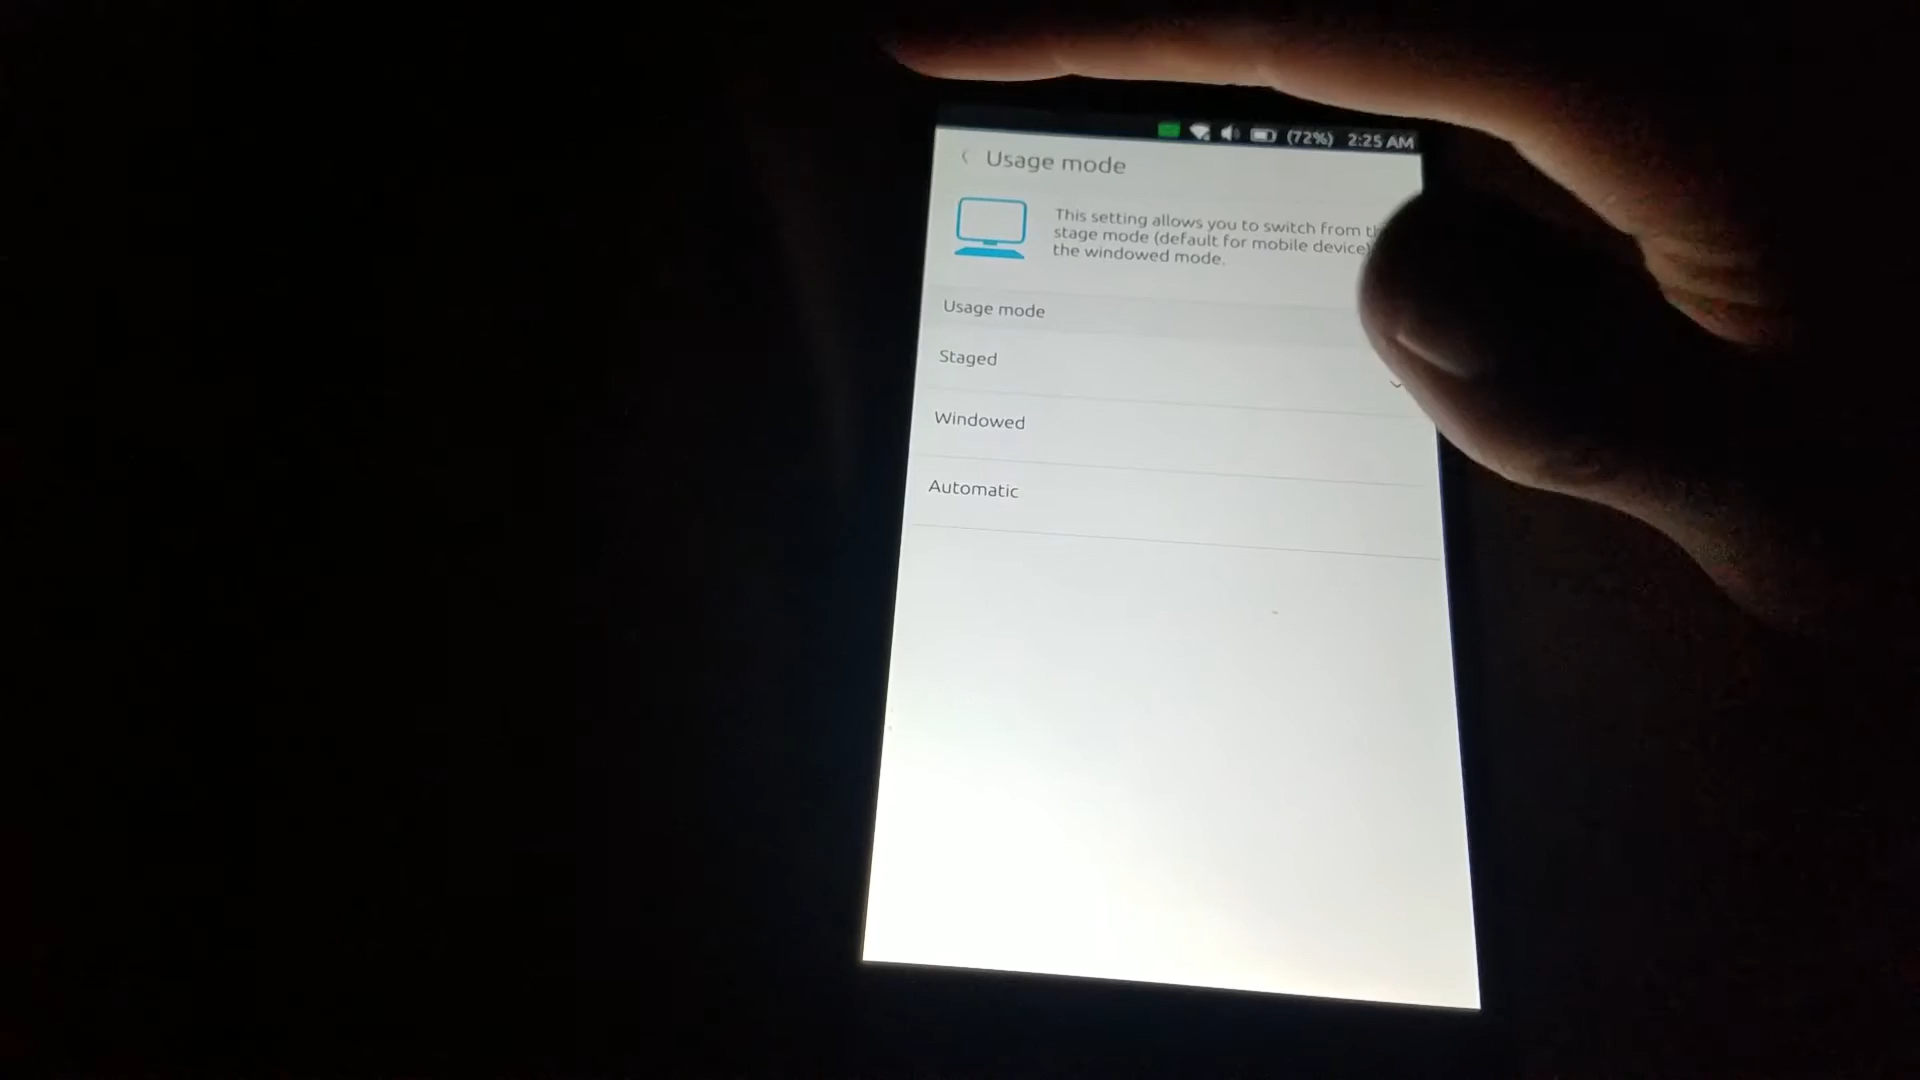 (72%) 2:25 AM
Usage mode
This setting allows you to switch from
stage mode (default for mobile device)
the windowed mode.
Usage mode
Staged
Windowed
Automatic